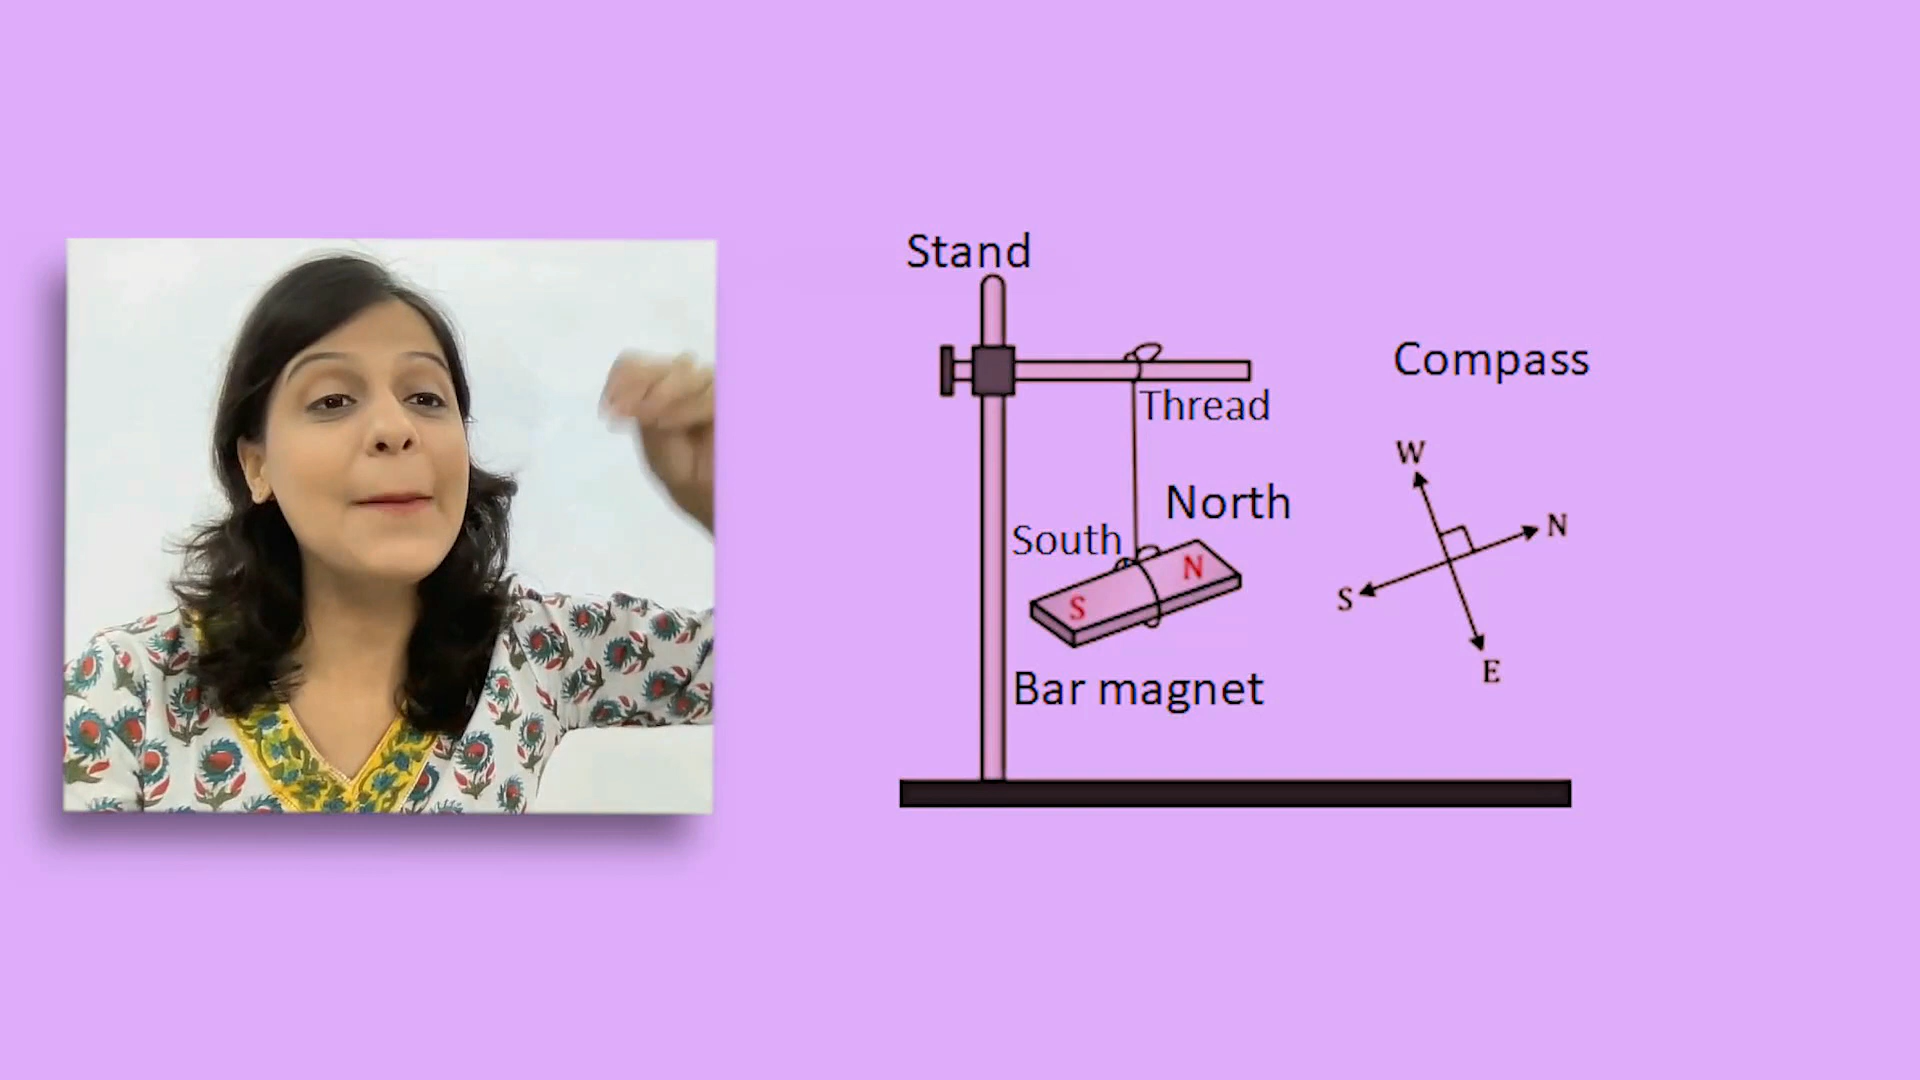 Stand
Compass
Thread
W
North
N
South
N
S
S
E
Bar magnet